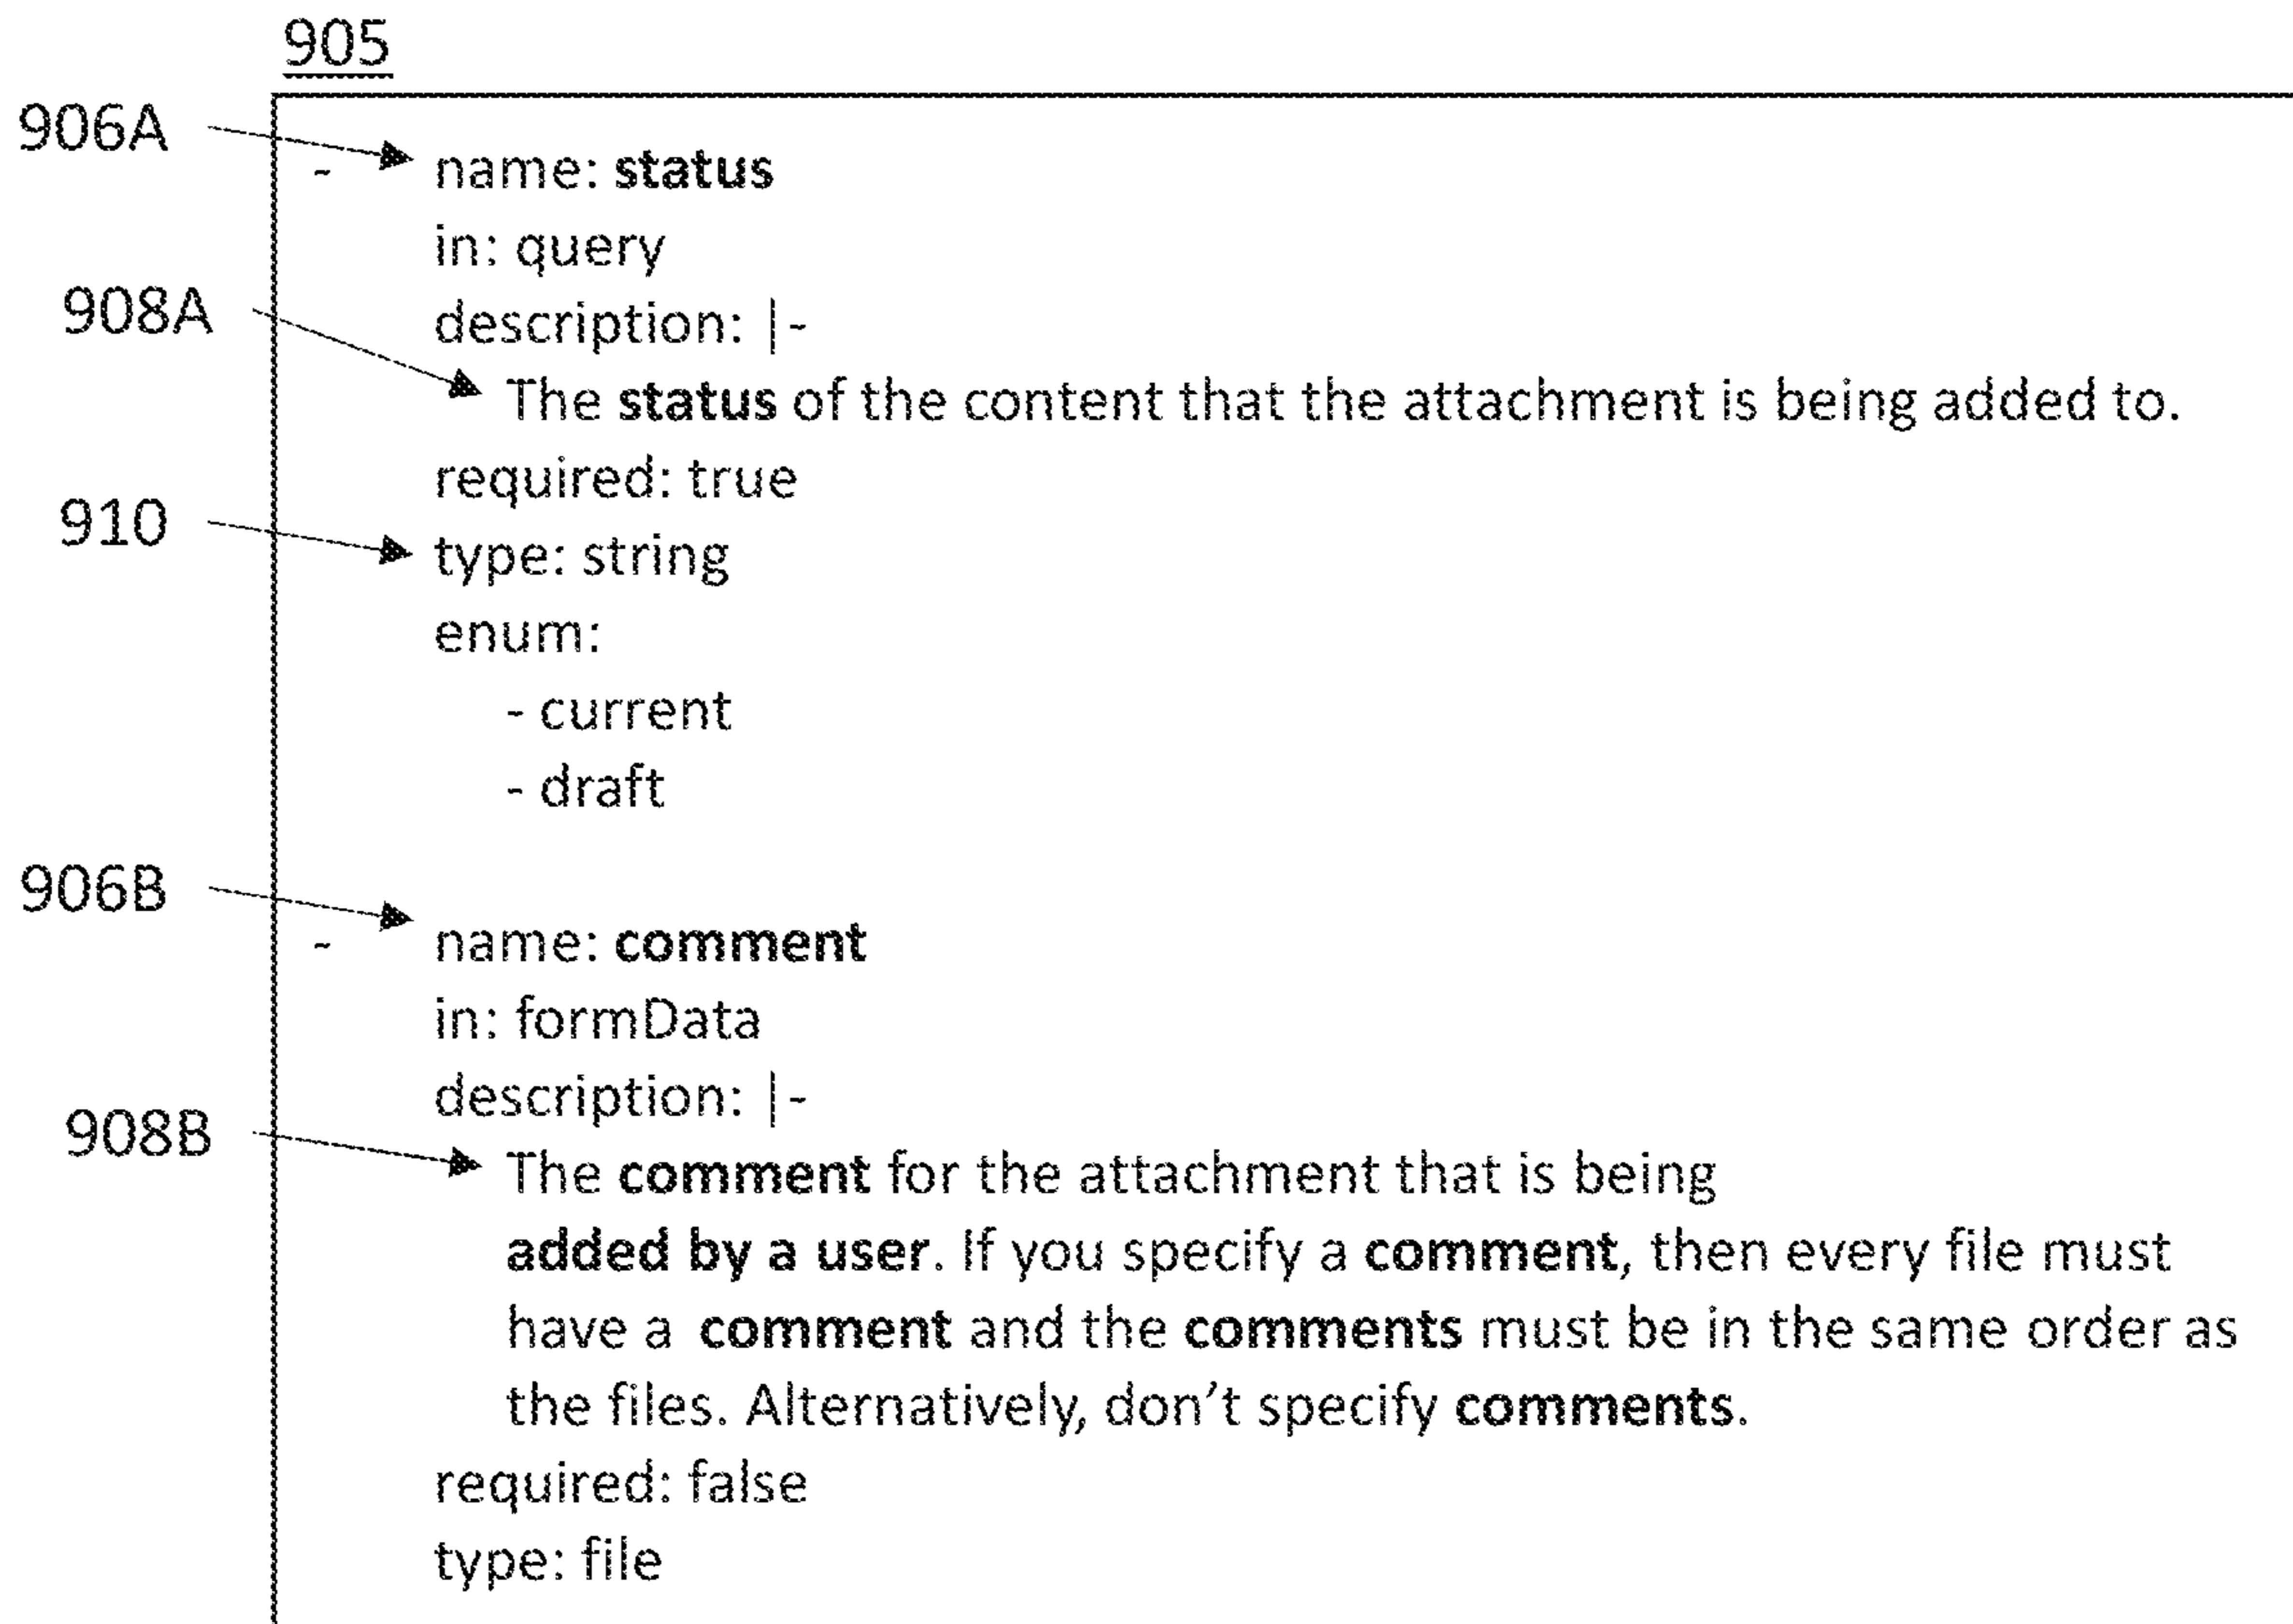 905
906A
- name: status
in: query
description: |-
908A
The status of the content that the attachment is being added to.
required: true
910
type: string
enum:
- current
- draft
906B
- name: comment
in: formData
description: |-
908B
The comment for the attachment that is being
added by a user. If you specify a comment, then every file must
have a comment and the comments must be in the same order as
the files. Alternatively, don’t specify comments.
required: false
type: file